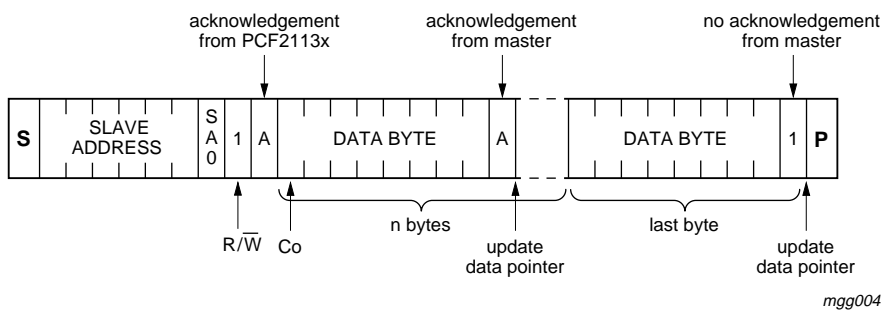 acknowledgement
from PCF2113x
acknowledgement
from master
no acknowledgement
from master
S
SLAVE
ADDRESS
S
A
0
1
A
DATA BYTE
A
DATA BYTE
1
P
R/W̅
Co
n bytes
update
data pointer
last byte
update
data pointer
mgg004